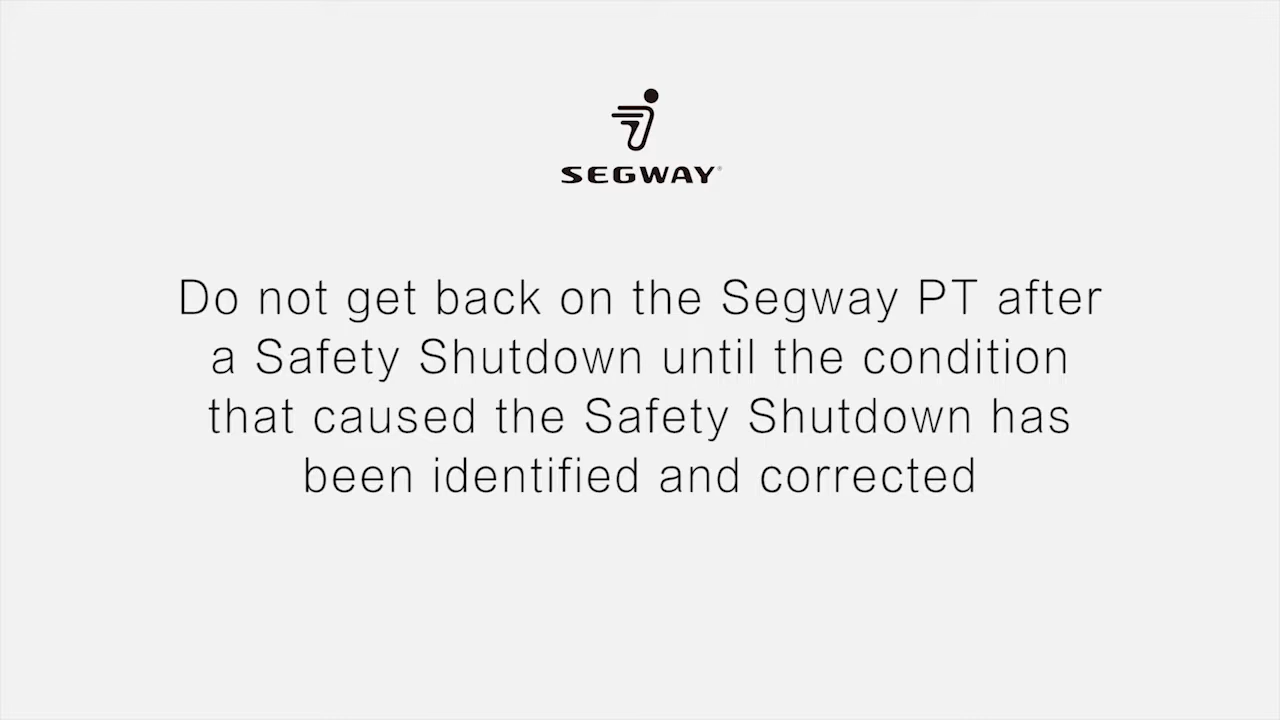 SEGWAY®
Do not get back on the Segway PT after
a Safety Shutdown until the condition
that caused the Safety Shutdown has
been identified and corrected